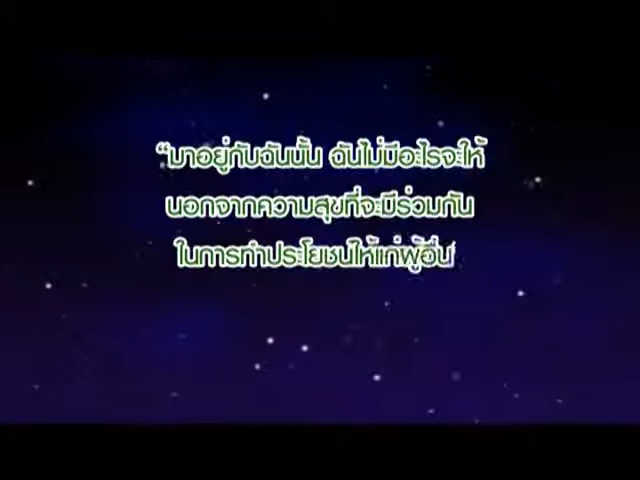 “มาอยู่กับฉันนั้น ฉันไม่มีอะไรจะให้
นอกจากความสุขที่จะมีร่วมกัน
ในการทำประโยชน์ให้แก่ผู้อื่น